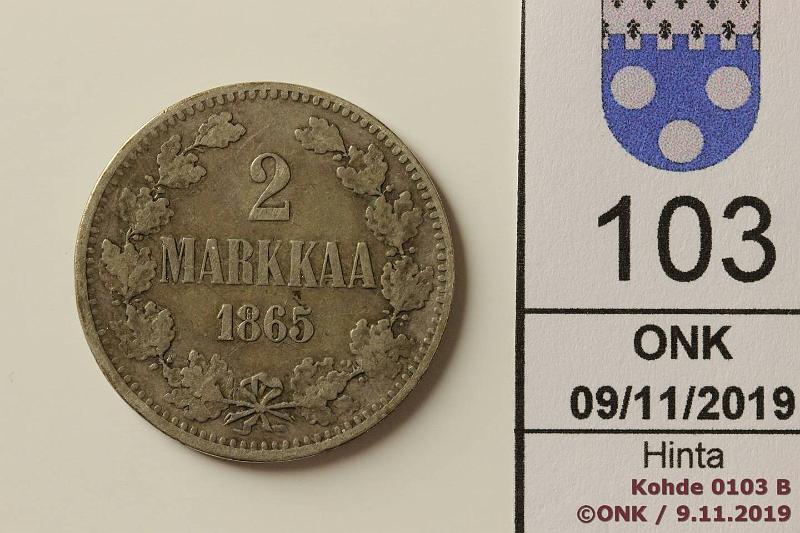 2
MARKKAA
1865
103
ONK
09/11/2019
Hinta
Kohde 0103 B
©ONK / 9.11.2019